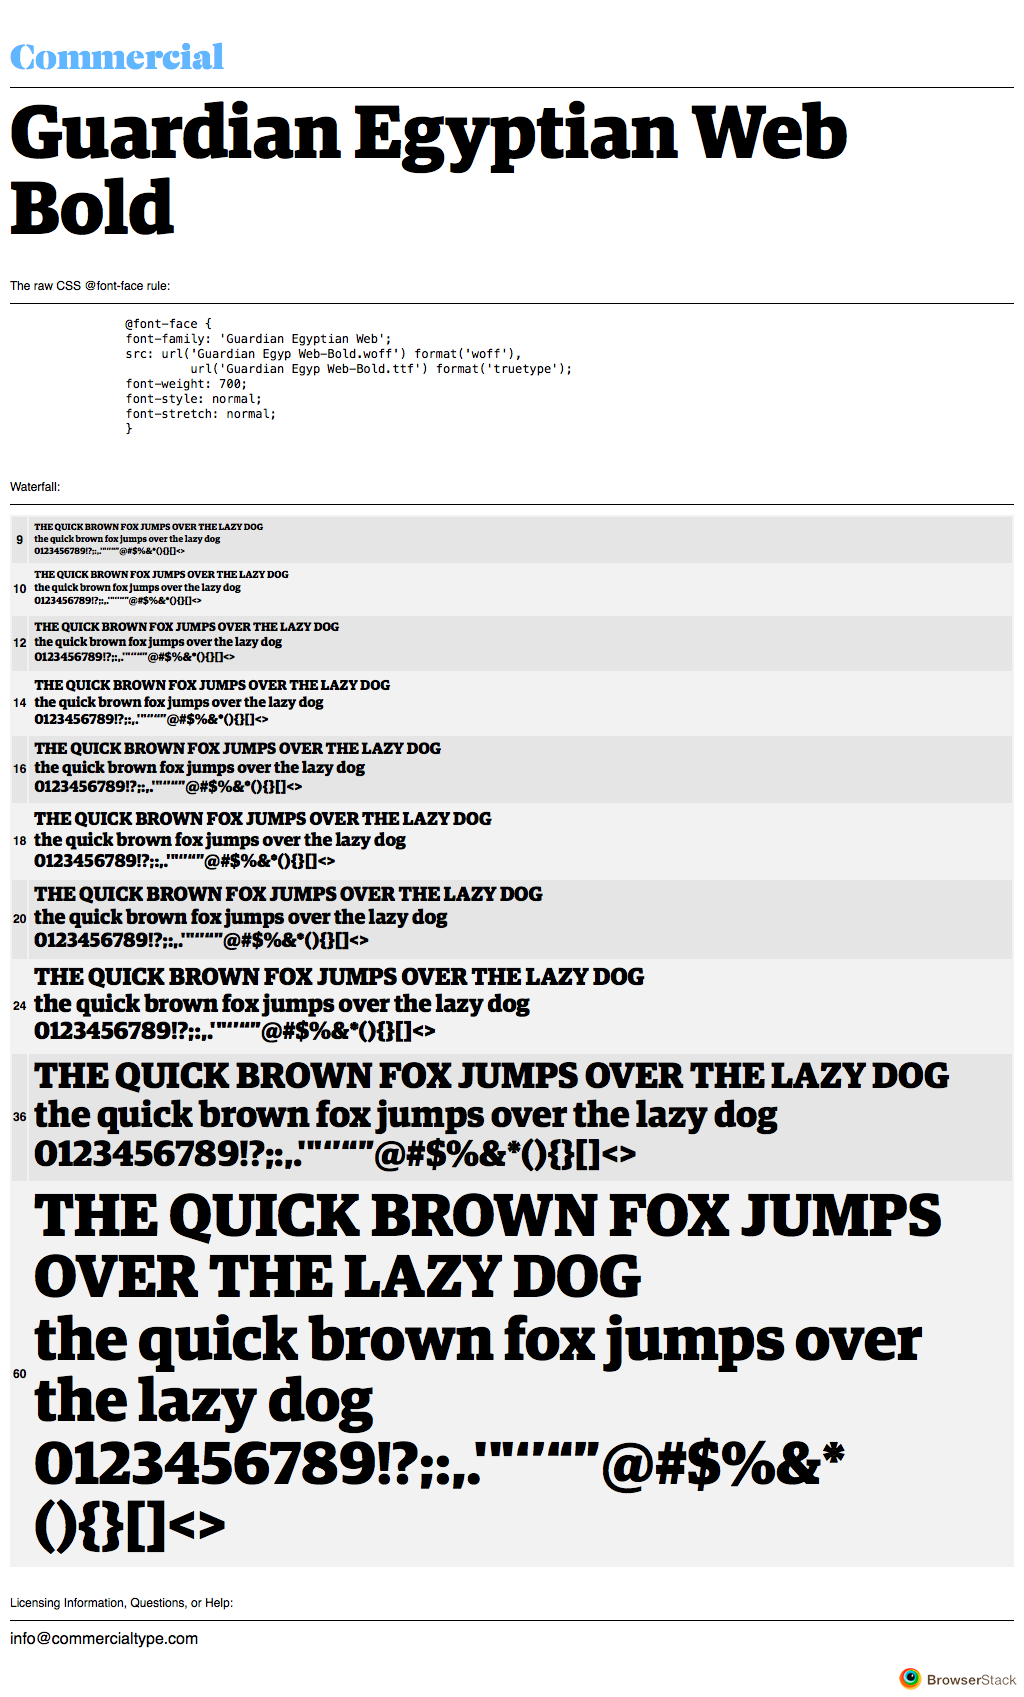 Commercial
Guardian Egyptian Web
Bold
The raw CSS @font-face rule:
@font-face {
font-family: 'Guardian Egyptian Web';
src: url('Guardian Egyp Web-Bold.woff') format('woff'),
url('Guardian Egyp Web-Bold.ttf') format('truetype');
font-weight: 700;
font-style: normal;
font-stretch: normal;
}
Waterfall:
THE QUICK BROWN FOX JUMPS OVER THE LAZY DOG
9 the quick brown fox jumps over the lazy dog
0123456789!?;:,.'"‘’“”@#$%&*(){}[]<>
THE QUICK BROWN FOX JUMPS OVER THE LAZY DOG
10 the quick brown fox jumps over the lazy dog
0123456789!?;:,.'"‘’“”@#$%&*(){}[]<>
THE QUICK BROWN FOX JUMPS OVER THE LAZY DOG
12 the quick brown fox jumps over the lazy dog
0123456789!?;:,.'"‘’“”@#$%&*(){}[]<>
THE QUICK BROWN FOX JUMPS OVER THE LAZY DOG
14 the quick brown fox jumps over the lazy dog
0123456789!?;:,.'"‘’“”@#$%&*(){}[]<>
THE QUICK BROWN FOX JUMPS OVER THE LAZY DOG
16 the quick brown fox jumps over the lazy dog
0123456789!?;:,.'"‘’“”@#$%&*(){}[]<>
THE QUICK BROWN FOX JUMPS OVER THE LAZY DOG
18 the quick brown fox jumps over the lazy dog
0123456789!?;:,.'"‘’“”@#$%&*(){}[]<>
THE QUICK BROWN FOX JUMPS OVER THE LAZY DOG
20 the quick brown fox jumps over the lazy dog
0123456789!?;:,.'"‘’“”@#$%&*(){}[]<>
THE QUICK BROWN FOX JUMPS OVER THE LAZY DOG
24 the quick brown fox jumps over the lazy dog
0123456789!?;:,.'"‘’“”@#$%&*(){}[]<>
THE QUICK BROWN FOX JUMPS OVER THE LAZY DOG
36 the quick brown fox jumps over the lazy dog
0123456789!?;:,.'"‘’“”@#$%&*(){}[]<>
THE QUICK BROWN FOX JUMPS
OVER THE LAZY DOG
the quick brown fox jumps over
60 the lazy dog
0123456789!?;:,.'"‘’“”@#$%&*
(){}[]<>
Licensing Information, Questions, or Help:
info@commercialtype.com
BrowserStack